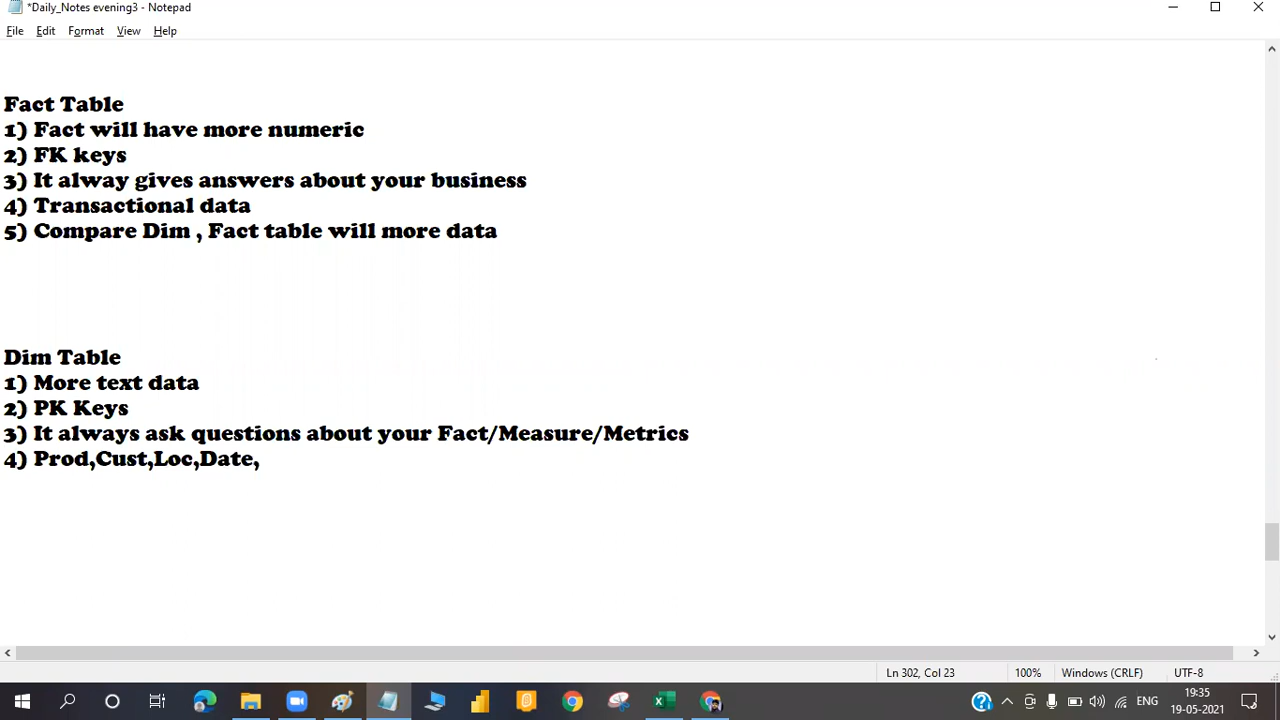 *Daily_Notes evening3 - Notepad
File Edit Format View Help
Fact Table
1) Fact will have more numeric
2) FK keys
3) It alway gives answers about your business
4) Transactional data
5) Compare Dim , Fact table will more data
Dim Table
1) More text data
2) PK Keys
3) It always ask questions about your Fact/Measure/Metrics
4) Prod,Cust,Loc,Date,
Ln 302, Col 23 100% Windows (CRLF) UTF-8
ENG 19:35
19-05-2021